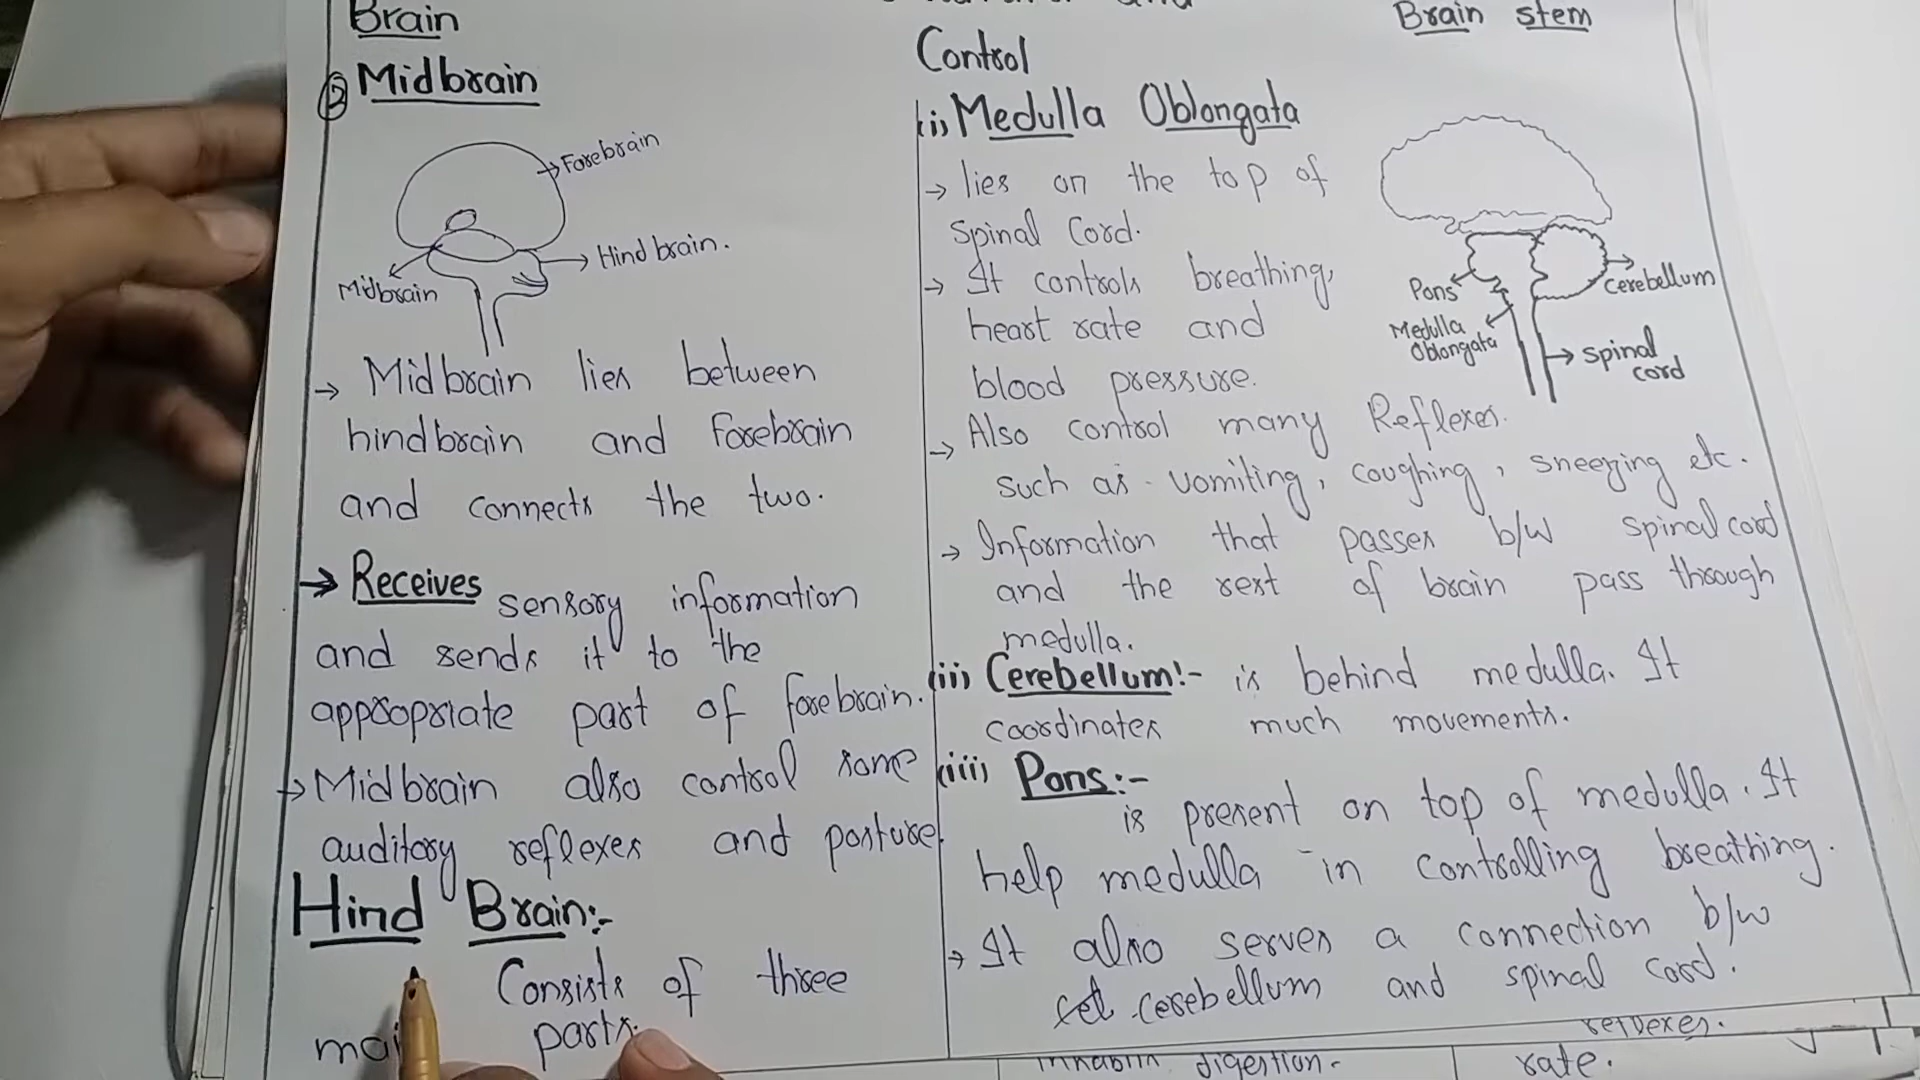 Brain
② Midbrain
Forebrain
Hind brain.
Midbrain
→ Midbrain lies between
hindbrain and Forebrain
and connects the two.
→ Receives sensory information
and sends it to the
appropriate part of forebrain.
→ Midbrain also control some
auditory reflexes and posture.
Hind Brain:-
Consists of three
parts.
and
Control
(i) Medulla Oblongata
→ lies on the top of
Spinal Cord.
→ It controls breathing,
heart rate and
blood pressure.
→ Also control many Reflexes.
such as vomiting, coughing, sneezing etc.
→ Information that passes b/w spinal cord
and the rest of brain pass through
medulla.
(ii) Cerebellum:- is behind medulla. It
coordinates much movements.
(iii) Pons:-
is present on top of medulla. It
help medulla in controlling breathing.
→ It also serves a connection b/w
cerebellum and spinal cord.
Brain stem
Pons
Cerebellum
Medulla
Oblongata
Spinal
cord
reflexes.
digestion.
rate.